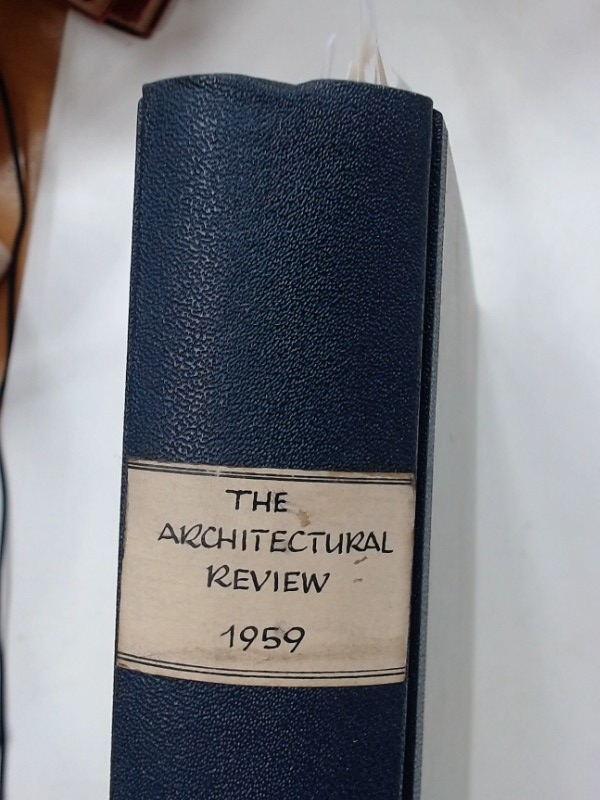 THE
ARCHITECTURAL
REVIEW
1959